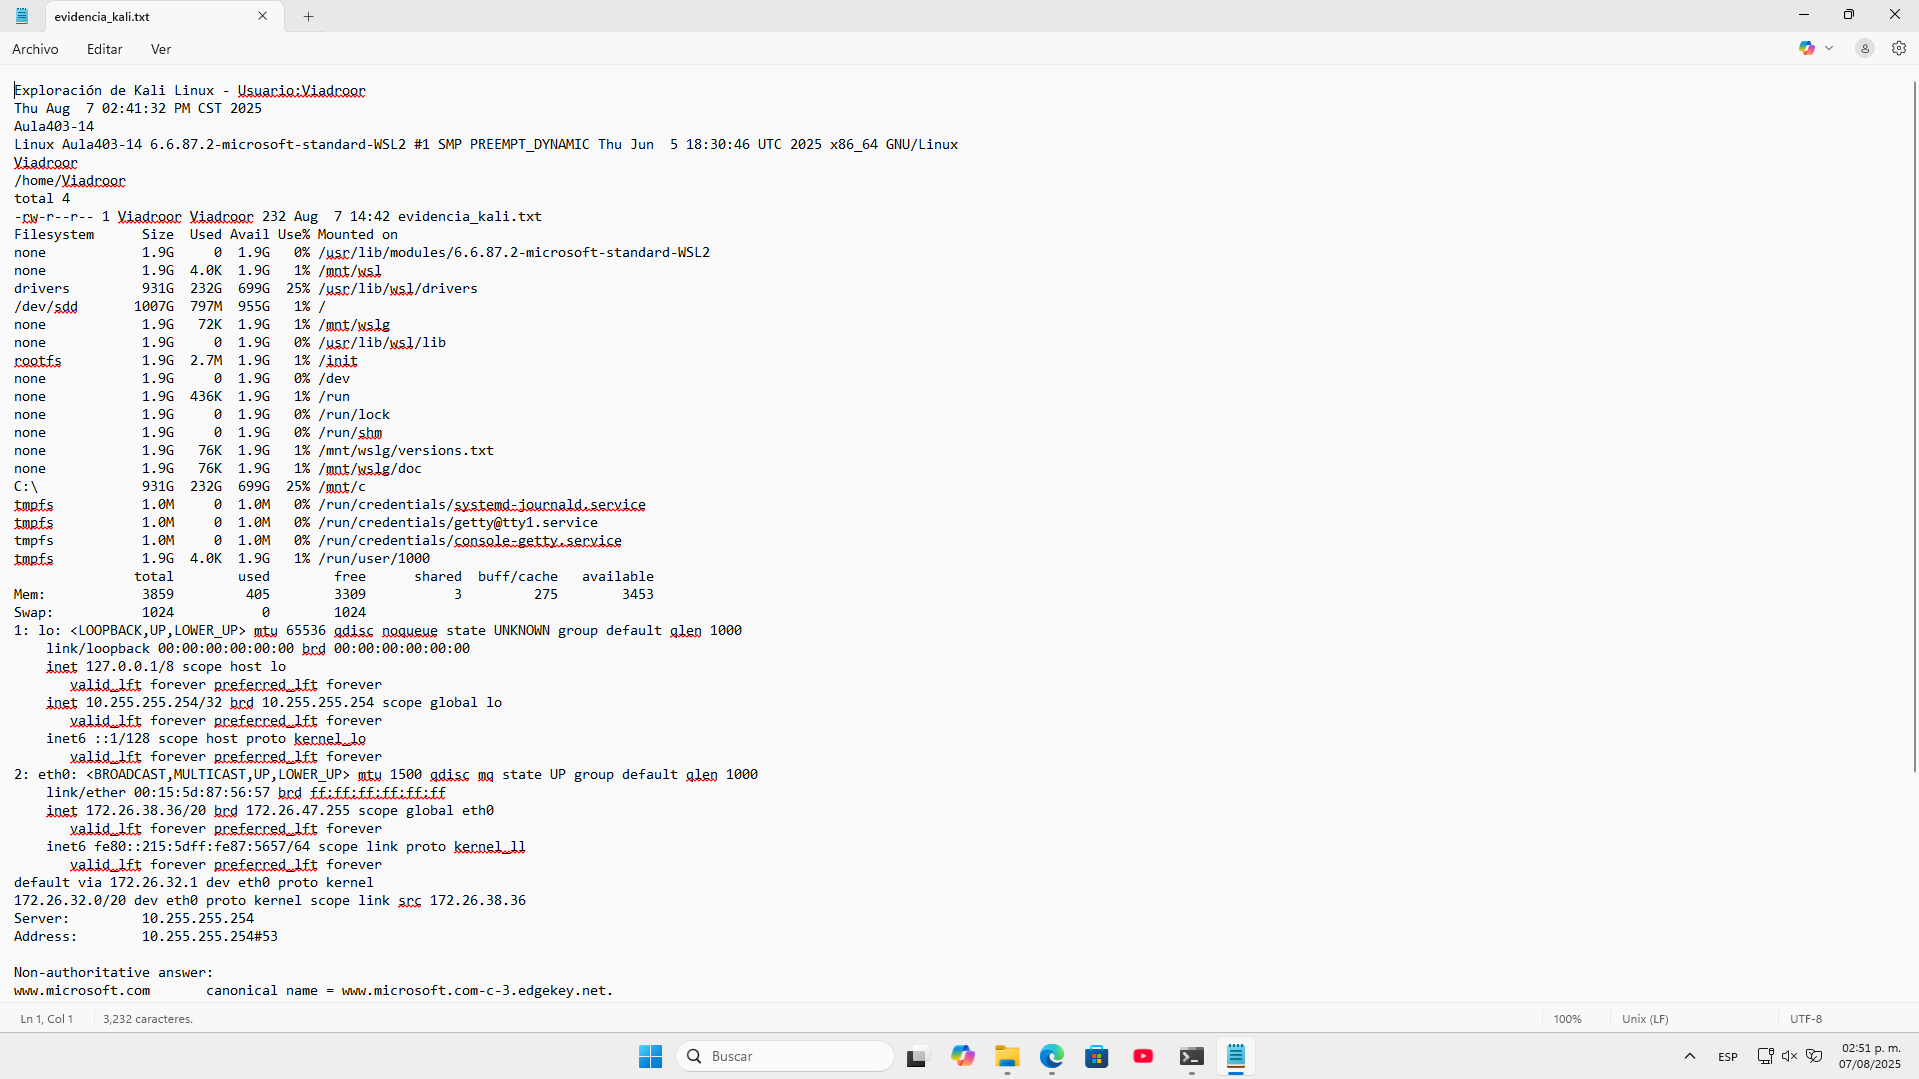 evidencia_kali.txt
Archivo Editar Ver
Exploración de Kali Linux - Usuario:Viadroor
Thu Aug  7 02:41:32 PM CST 2025
Aula403-14
Linux Aula403-14 6.6.87.2-microsoft-standard-WSL2 #1 SMP PREEMPT_DYNAMIC Thu Jun  5 18:30:46 UTC 2025 x86_64 GNU/Linux
Viadroor
/home/Viadroor
total 4
-rw-r--r-- 1 Viadroor Viadroor 232 Aug  7 14:42 evidencia_kali.txt
Filesystem      Size  Used Avail Use% Mounted on
none            1.9G     0  1.9G   0% /usr/lib/modules/6.6.87.2-microsoft-standard-WSL2
none            1.9G  4.0K  1.9G   1% /mnt/wsl
drivers         931G  232G  699G  25% /usr/lib/wsl/drivers
/dev/sdd       1007G  797M  955G   1% /
none            1.9G   72K  1.9G   1% /mnt/wslg
none            1.9G     0  1.9G   0% /usr/lib/wsl/lib
rootfs          1.9G  2.7M  1.9G   1% /init
none            1.9G     0  1.9G   0% /dev
none            1.9G  436K  1.9G   1% /run
none            1.9G     0  1.9G   0% /run/lock
none            1.9G     0  1.9G   0% /run/shm
none            1.9G   76K  1.9G   1% /mnt/wslg/versions.txt
none            1.9G   76K  1.9G   1% /mnt/wslg/doc
C:\             931G  232G  699G  25% /mnt/c
tmpfs           1.0M     0  1.0M   0% /run/credentials/systemd-journald.service
tmpfs           1.0M     0  1.0M   0% /run/credentials/getty@tty1.service
tmpfs           1.0M     0  1.0M   0% /run/credentials/console-getty.service
tmpfs           1.9G  4.0K  1.9G   1% /run/user/1000
               total        used        free      shared  buff/cache   available
Mem:            3859         405        3309           3         275        3453
Swap:           1024           0        1024
1: lo: <LOOPBACK,UP,LOWER_UP> mtu 65536 qdisc noqueue state UNKNOWN group default qlen 1000
    link/loopback 00:00:00:00:00:00 brd 00:00:00:00:00:00
    inet 127.0.0.1/8 scope host lo
       valid_lft forever preferred_lft forever
    inet 10.255.255.254/32 brd 10.255.255.254 scope global lo
       valid_lft forever preferred_lft forever
    inet6 ::1/128 scope host proto kernel_lo
       valid_lft forever preferred_lft forever
2: eth0: <BROADCAST,MULTICAST,UP,LOWER_UP> mtu 1500 qdisc mq state UP group default qlen 1000
    link/ether 00:15:5d:87:56:57 brd ff:ff:ff:ff:ff:ff
    inet 172.26.38.36/20 brd 172.26.47.255 scope global eth0
       valid_lft forever preferred_lft forever
    inet6 fe80::215:5dff:fe87:5657/64 scope link proto kernel_ll
       valid_lft forever preferred_lft forever
default via 172.26.32.1 dev eth0 proto kernel
172.26.32.0/20 dev eth0 proto kernel scope link src 172.26.38.36
Server:         10.255.255.254
Address:        10.255.255.254#53
Non-authoritative answer:
www.microsoft.com       canonical name = www.microsoft.com-c-3.edgekey.net.
Ln 1, Col 1 3,232 caracteres. 100% Unix (LF) UTF-8
Buscar ESP 02:51 p. m.
07/08/2025